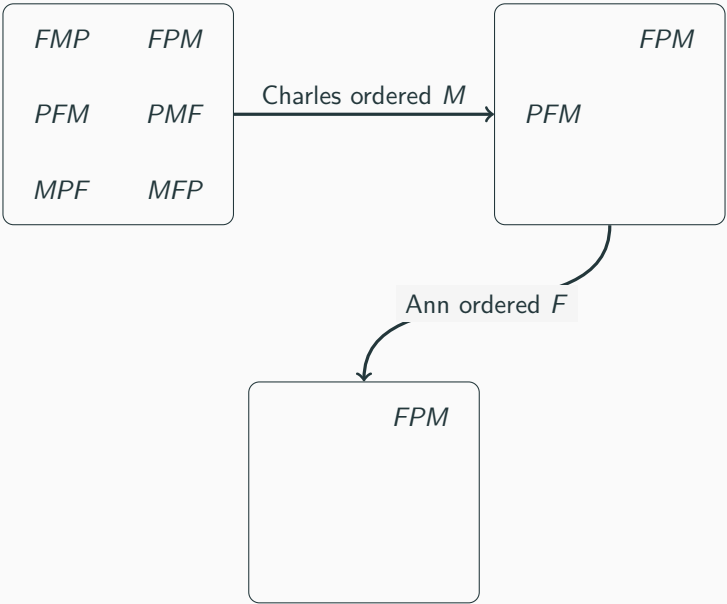 FMP FPM
PFM PMF
MPF MFP
Charles ordered M
FPM
PFM
Ann ordered F
FPM